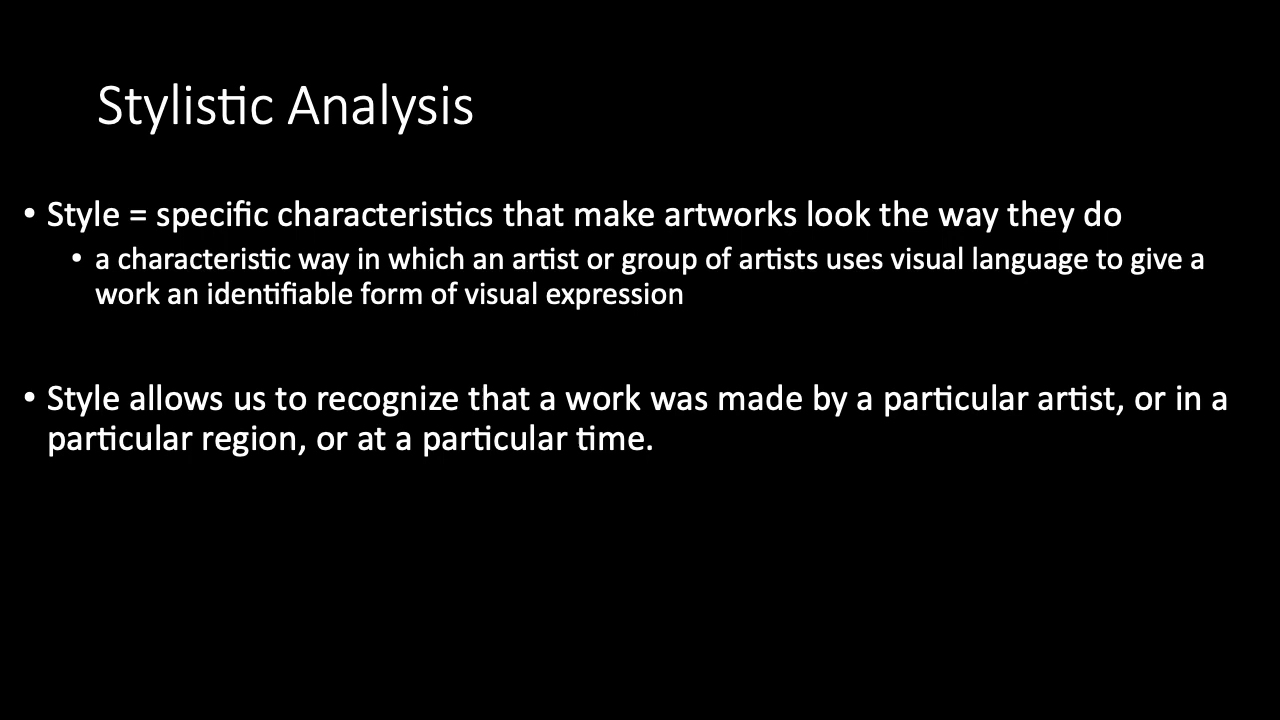 Stylistic Analysis
• Style = specific characteristics that make artworks look the way they do
• a characteristic way in which an artist or group of artists uses visual language to give a
work an identifiable form of visual expression
• Style allows us to recognize that a work was made by a particular artist, or in a
particular region, or at a particular time.